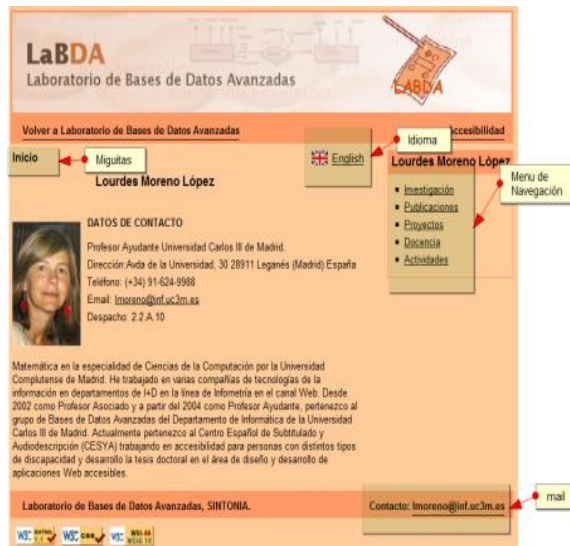 LaBDA
Laboratorio de Bases de Datos Avanzadas
LABDA
Volver a Laboratorio de Bases de Datos Avanzadas
Accesibilidad
Idioma
Inicio
Miguitas
English
Lourdes Moreno López
Menu de
Navegación
Lourdes Moreno López
Investigación
Publicaciones
Proyectos
Docencia
Actividades
DATOS DE CONTACTO
Profesor Ayudante Universidad Carlos III de Madrid.
Dirección:Avda de la Universidad, 30 28911 Leganés (Madrid) España
Teléfono: (+34) 91-624-9988
Email: lmoreno@inf.uc3m.es
Despacho: 2.2.A.10
Matemática en la especialidad de Ciencias de la Computación por la Universidad
Complutense de Madrid. He trabajado en varias compañías de tecnologías de la
información en departamentos de I+D en la línea de Infometría en el canal Web. Desde
2002 como Profesor Asociado y a partir del 2004 como Profesor Ayudante, pertenezco al
grupo de Bases de Datos Avanzadas del Departamento de Informática de la Universidad
Carlos III de Madrid. Actualmente pertenezco al Centro Español de Subtitulado y
Audiodescripción (CESYA) trabajando en accesibilidad para personas con distintos tipos
de discapacidad y desarrollo la tesis doctoral en el área de diseño y desarrollo de
aplicaciones Web accesibles.
mail
Laboratorio de Bases de Datos Avanzadas, SINTONIA.
Contacto: lmoreno@inf.uc3m.es
W3C W3C css W3C WAI-AA WCAG 1.0